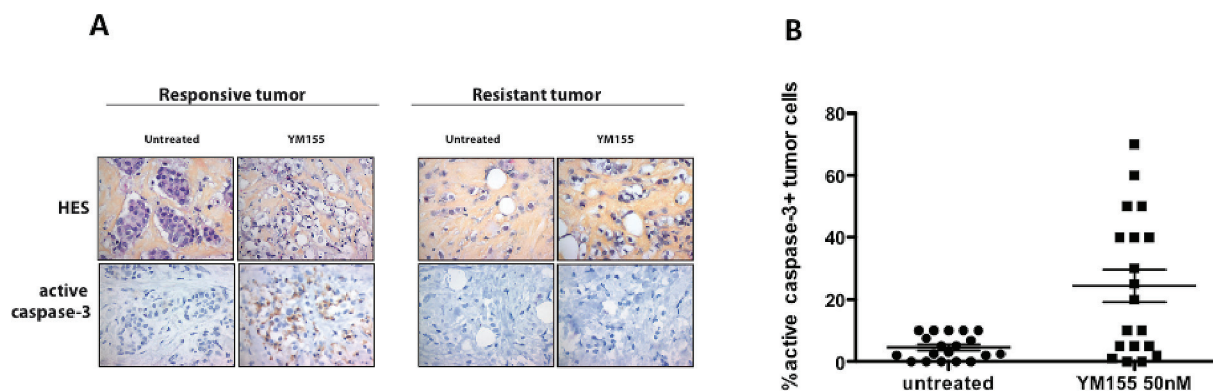 A
Responsive tumor
Resistant tumor
Untreated
YM155
Untreated
YM155
HES
active
caspase-3
B
%active caspase-3+ tumor cells
80
60
40
20
0
untreated
YM155 50nM